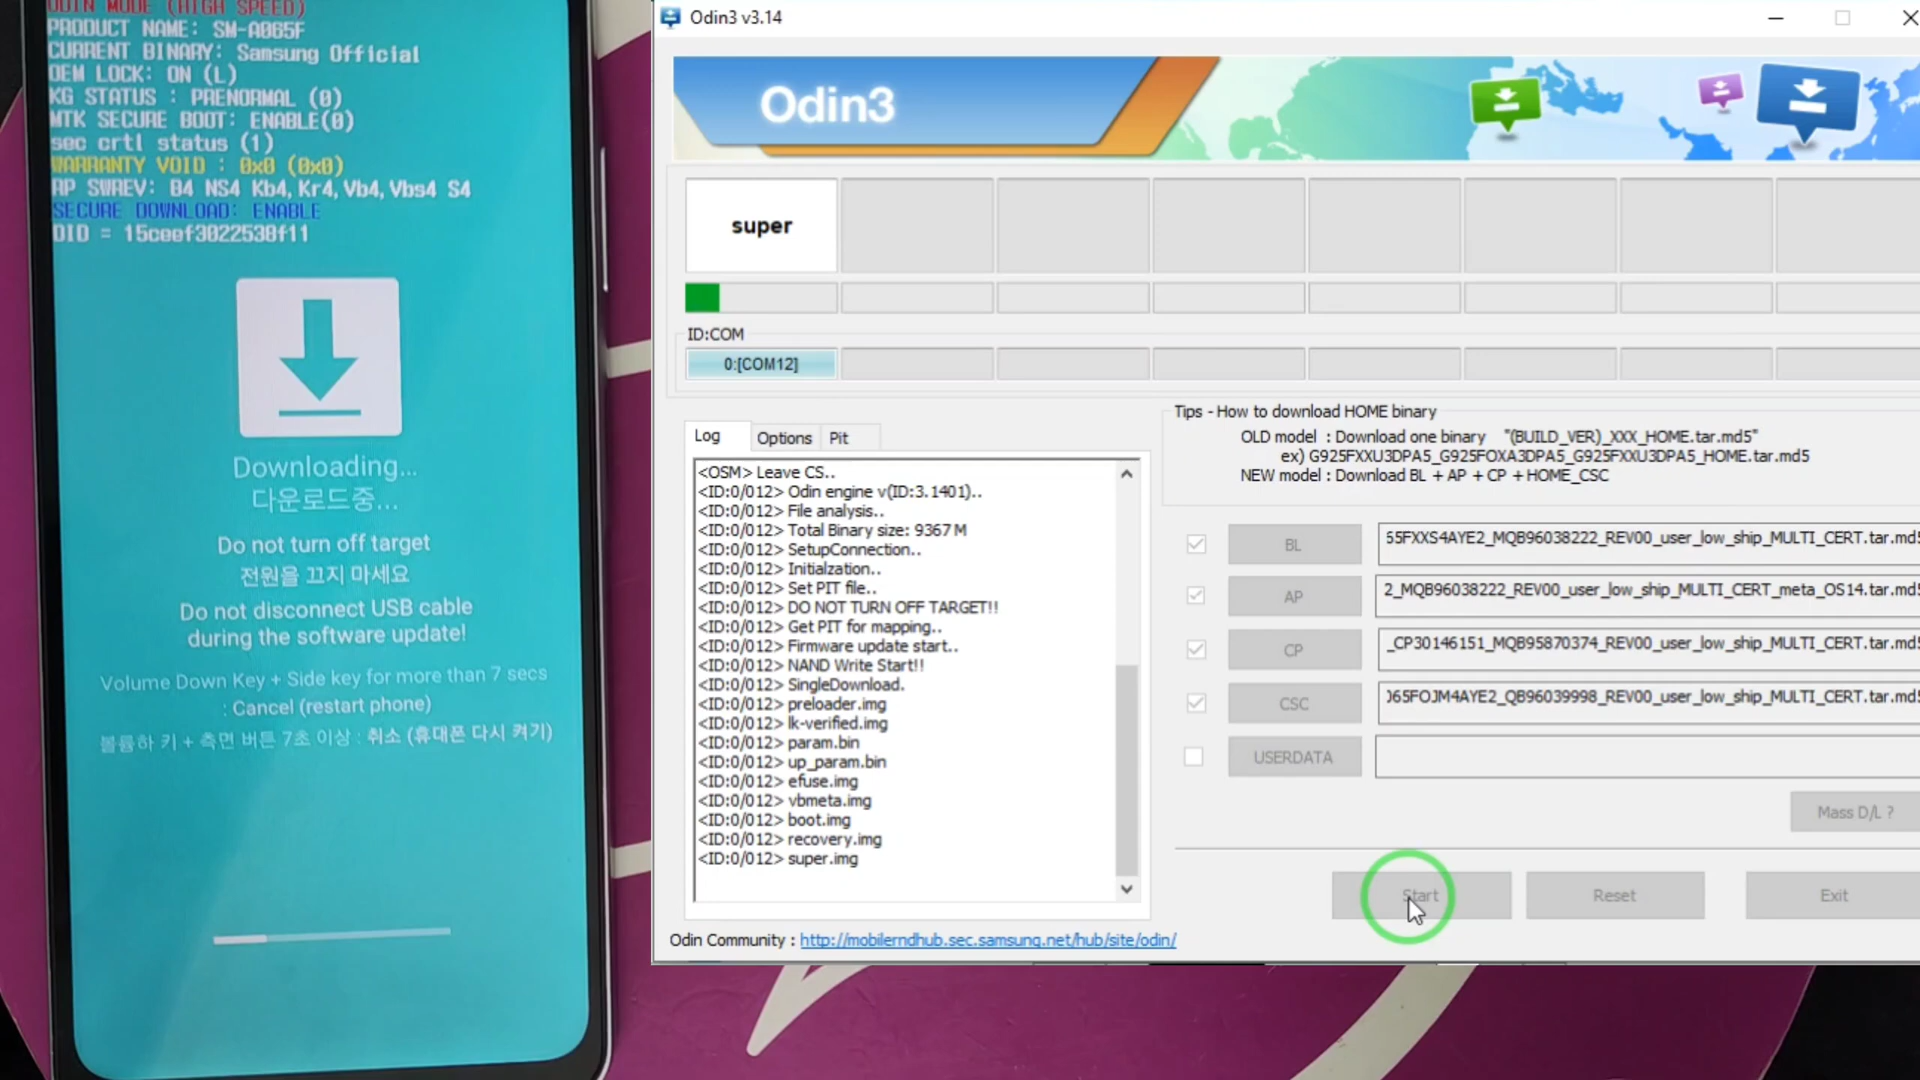 ODIN MODE (HIGH SPEED)
PRODUCT NAME: SM-A065F
CURRENT BINARY: Samsung Official
OEM LOCK: ON (L)
KG STATUS : PRENORMAL (0)
MTK SECURE BOOT: ENABLE(0)
sec crtl status (1)
WARRANTY VOID : 0x0 (0x0)
RP SWREV: B4 NS4 Kb4, Kr4, Vb4, Vbs4 S4
SECURE DOWNLOAD: ENABLE
DID = 15ceef3022538f11
Downloading...
다운로드중...
Do not turn off target
전원을 끄지 마세요
Do not disconnect USB cable
during the software update!
Volume Down Key + Side key for more than 7 secs
: Cancel (restart phone)
볼륨하 키 + 측면 버튼 7초 이상 : 취소 (휴대폰 다시 켜기)
Odin3 v3.14
Odin3
super
ID:COM
0:[COM12]
Log
Options
Pit
<OSM> Leave CS..
<ID:0/012> Odin engine v(ID:3.1401)..
<ID:0/012> File analysis..
<ID:0/012> Total Binary size: 9367 M
<ID:0/012> SetupConnection..
<ID:0/012> Initialzation..
<ID:0/012> Set PIT file..
<ID:0/012> DO NOT TURN OFF TARGET!!
<ID:0/012> Get PIT for mapping..
<ID:0/012> Firmware update start..
<ID:0/012> NAND Write Start!!
<ID:0/012> SingleDownload.
<ID:0/012> preloader.img
<ID:0/012> lk-verified.img
<ID:0/012> param.bin
<ID:0/012> up_param.bin
<ID:0/012> efuse.img
<ID:0/012> vbmeta.img
<ID:0/012> boot.img
<ID:0/012> recovery.img
<ID:0/012> super.img
Tips - How to download HOME binary
OLD model : Download one binary "(BUILD_VER)_XXX_HOME.tar.md5"
ex) G925FXXU3DPA5_G925FOXA3DPA5_G925FXXU3DPA5_HOME.tar.md5
NEW model : Download BL + AP + CP + HOME_CSC
BL
55FXXS4AYE2_MQB96038222_REV00_user_low_ship_MULTI_CERT.tar.md5
AP
2_MQB96038222_REV00_user_low_ship_MULTI_CERT_meta_OS14.tar.md5
CP
_CP30146151_MQB95870374_REV00_user_low_ship_MULTI_CERT.tar.md5
CSC
065FOJM4AYE2_QB96039998_REV00_user_low_ship_MULTI_CERT.tar.md5
USERDATA
Mass D/L ?
Start
Reset
Exit
Odin Community : http://mobilerndhub.sec.samsung.net/hub/site/odin/